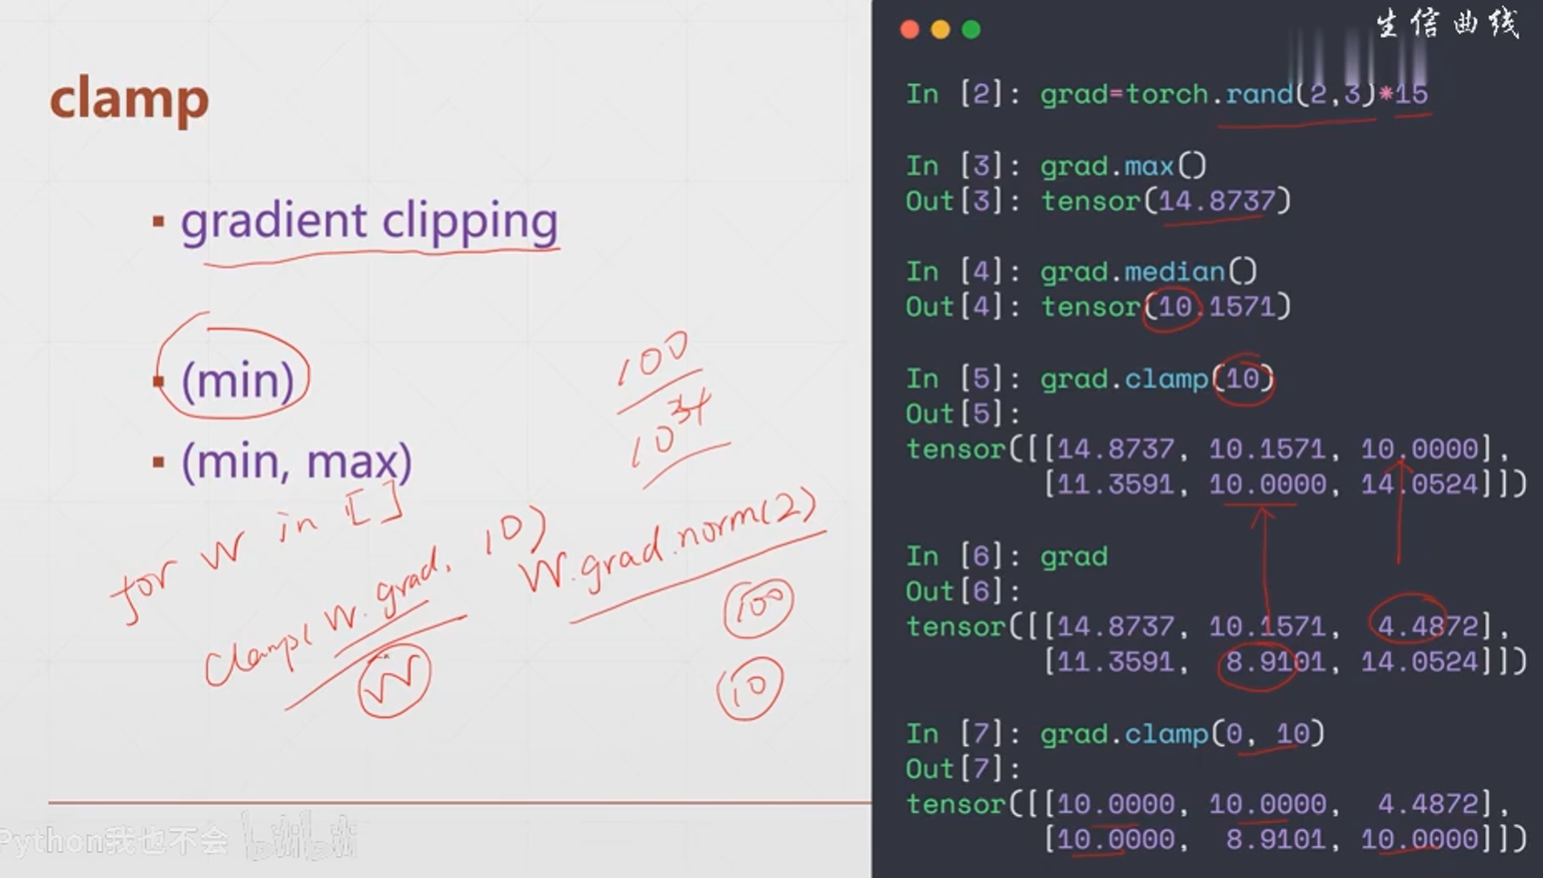 clamp
▪ gradient clipping
▪ (min)
▪ (min, max)
100
10^34
for W in []
clamp( W.grad, 10)
W
W.grad.norm(2)
100
10
Python我也不会 bilibili
生信曲线
In [2]: grad=torch.rand(2,3)*15
In [3]: grad.max()
Out[3]: tensor(14.8737)
In [4]: grad.median()
Out[4]: tensor(10.1571)
In [5]: grad.clamp(10)
Out[5]:
tensor([[14.8737, 10.1571, 10.0000],
[11.3591, 10.0000, 14.0524]])
In [6]: grad
Out[6]:
tensor([[14.8737, 10.1571, 4.4872],
[11.3591, 8.9101, 14.0524]])
In [7]: grad.clamp(0, 10)
Out[7]:
tensor([[10.0000, 10.0000, 4.4872],
[10.0000, 8.9101, 10.0000]])